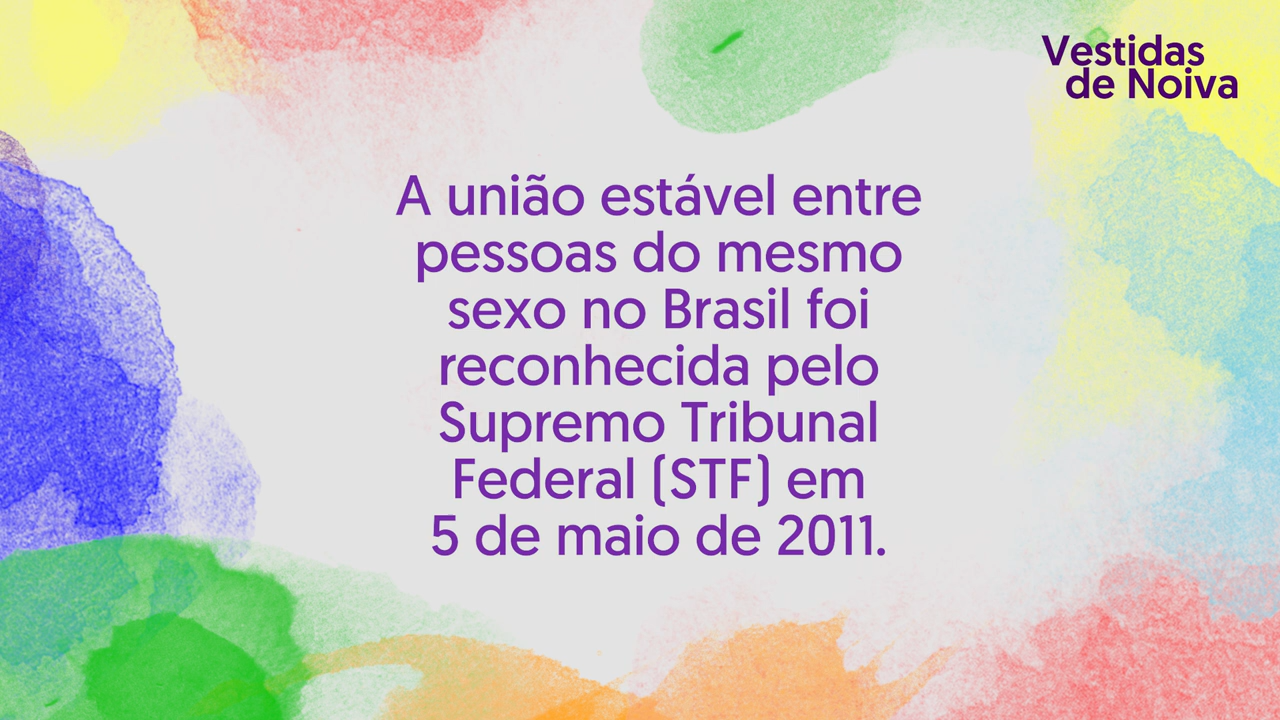 Vestidas
de Noiva
A união estável entre
pessoas do mesmo
sexo no Brasil foi
reconhecida pelo
Supremo Tribunal
Federal (STF) em
5 de maio de 2011.